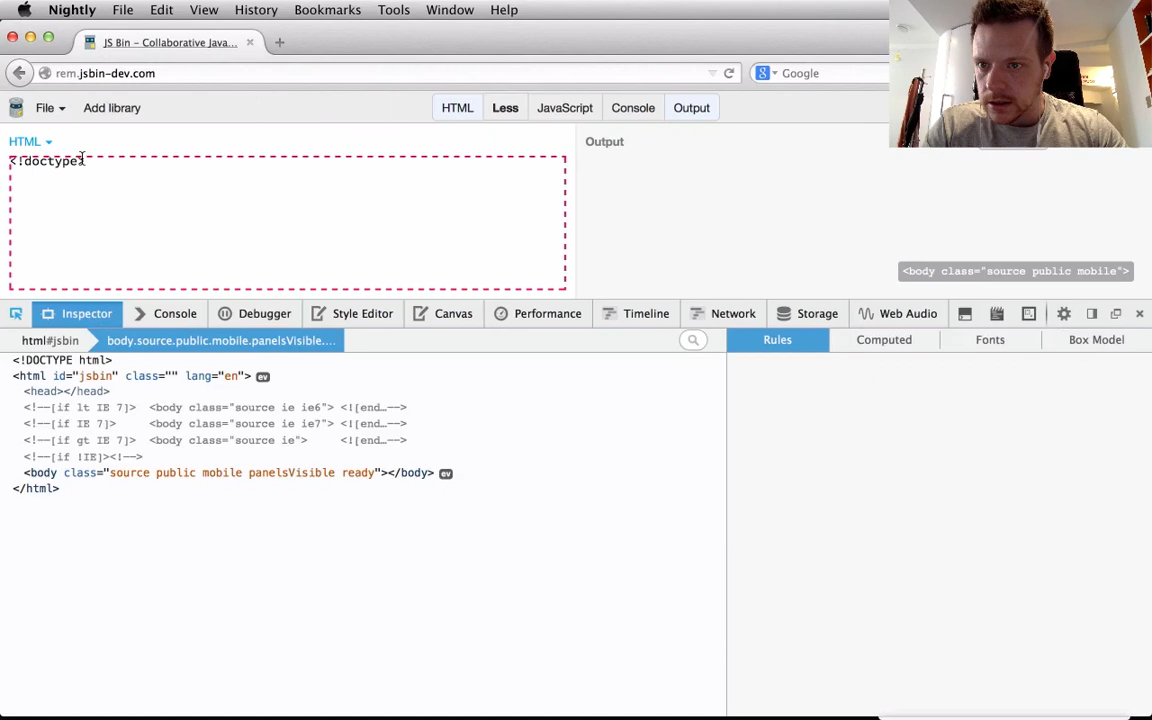 Nightly File Edit View History Bookmarks Tools Window Help
JS Bin – Collaborative Java...
rem.jsbin-dev.com
Google
File Add library HTML Less JavaScript Console Output
HTML
Output
<!doctype>
<body class="source public mobile">
Inspector Console Debugger Style Editor Canvas Performance Timeline Network Storage Web Audio
html#jsbin body.source.public.mobile.panelsVisible....
Rules Computed Fonts Box Model
<!DOCTYPE html>
<html id="jsbin" class="" lang="en"> ev
<head></head>
<!--[if lt IE 7]> <body class="source ie ie6"> <![end…-->
<!--[if IE 7]> <body class="source ie ie7"> <![end…-->
<!--[if gt IE 7]> <body class="source ie"> <![end…-->
<!--[if !IE]><!-->
<body class="source public mobile panelsVisible ready"></body> ev
</html>